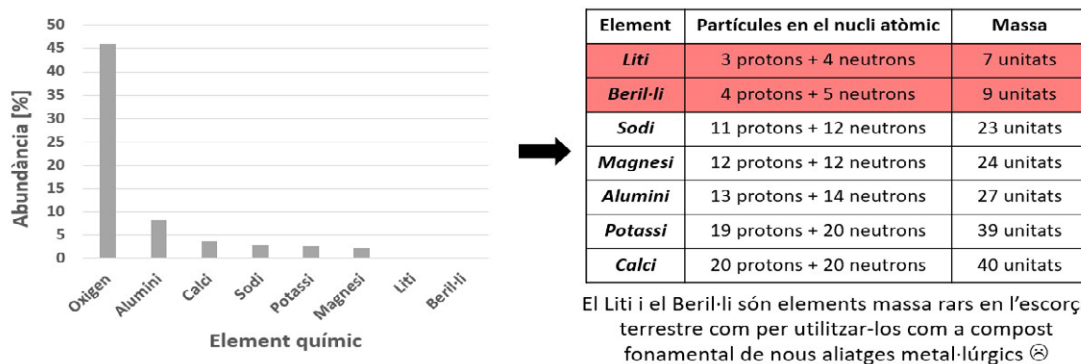 50
45
40
35
30
25
20
15
10
5
0
Abundància [%]
Oxigen
Alumini
Calci
Sodi
Potassi
Magnesi
Liti
Beril·li
Element químic
Element Partícules en el nucli atòmic Massa
Liti 3 protons + 4 neutrons 7 unitats
Beril·li 4 protons + 5 neutrons 9 unitats
Sodi 11 protons + 12 neutrons 23 unitats
Magnesi 12 protons + 12 neutrons 24 unitats
Alumini 13 protons + 14 neutrons 27 unitats
Potassi 19 protons + 20 neutrons 39 unitats
Calci 20 protons + 20 neutrons 40 unitats
El Liti i el Beril·li són elements massa rars en l'escorç
terrestre com per utilitzar-los com a compost
fonamental de nous aliatges metal·lúrgics ☹